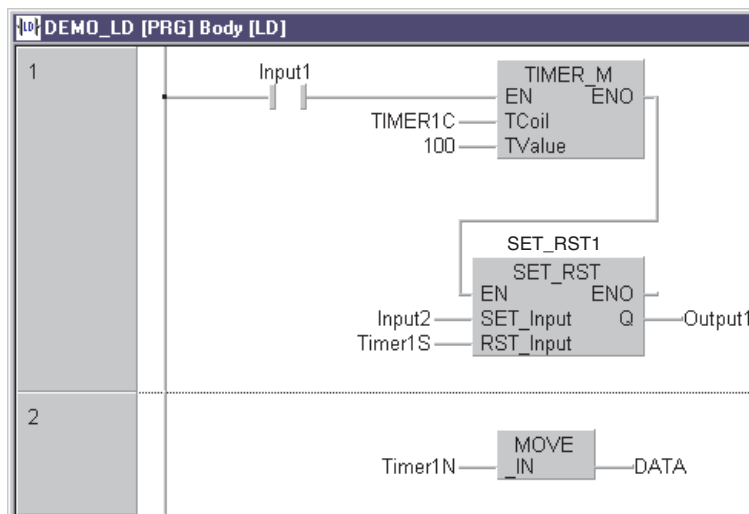 LD DEMO_LD [PRG] Body [LD]
1
Input1
TIMER_M
EN ENO
TIMER1C TCoil
100 TValue
SET_RST1
SET_RST
EN ENO
Input2 SET_Input Q Output1
Timer1S RST_Input
2
MOVE
Timer1N _IN DATA